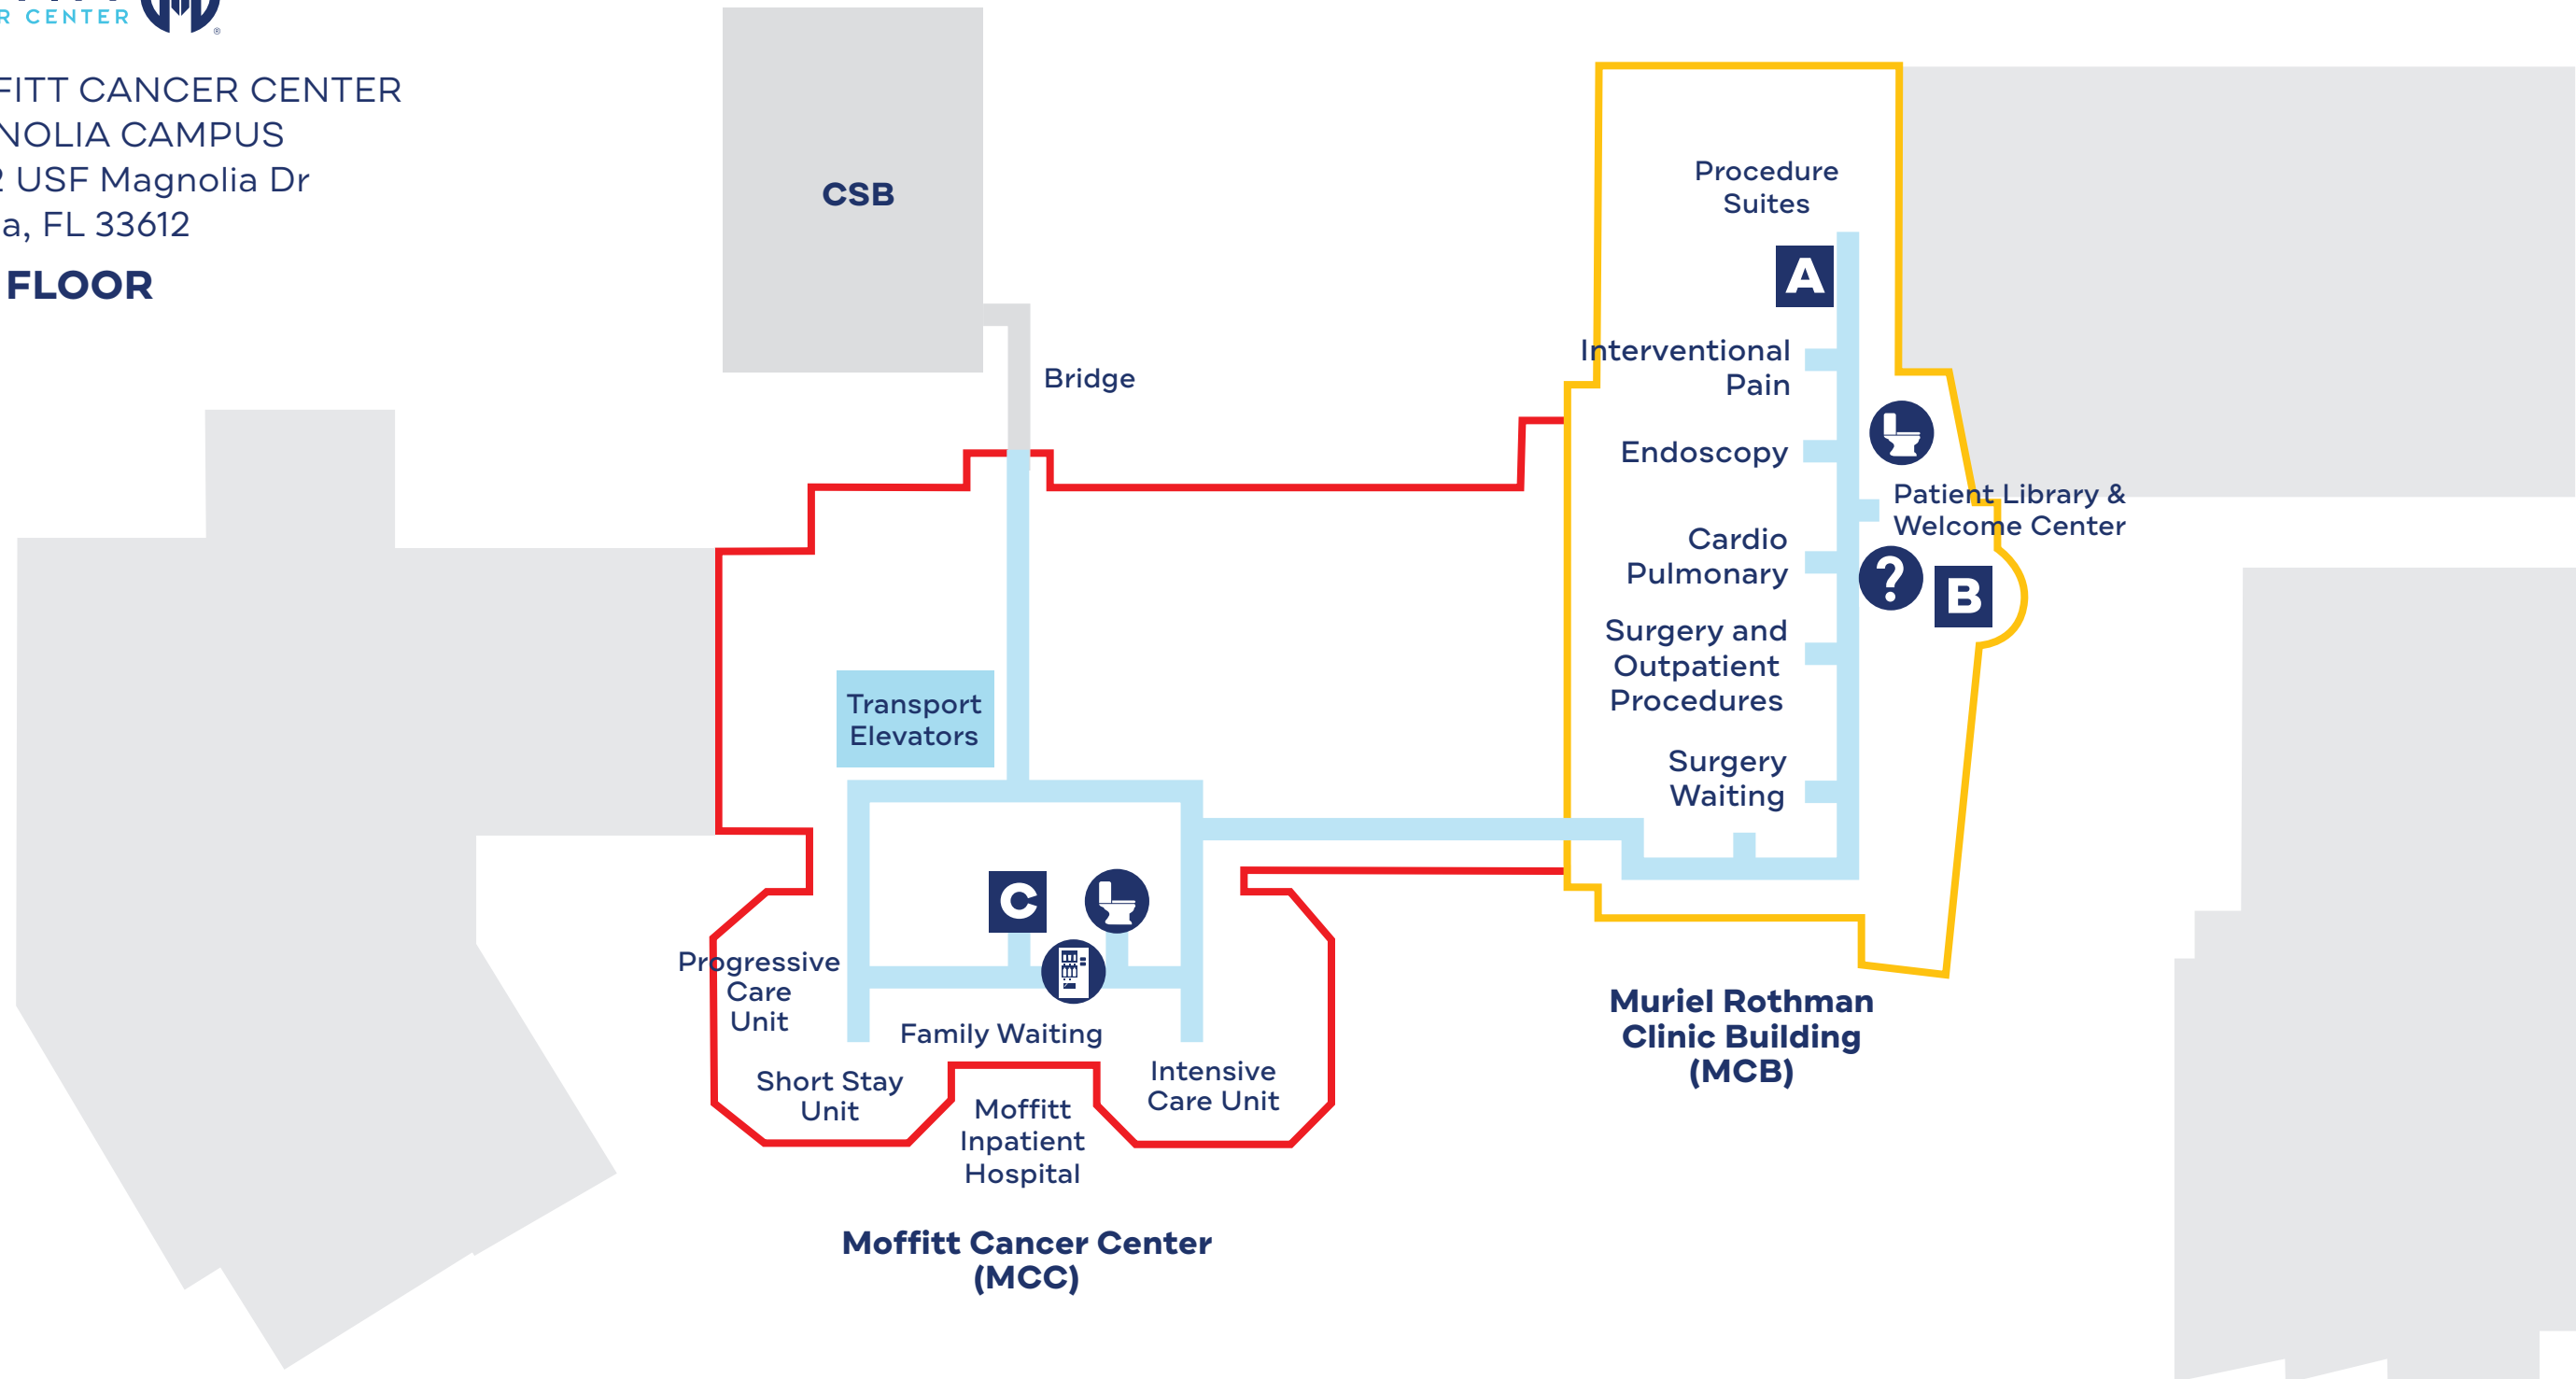 R CENTER
®
FITT CANCER CENTER
NOLIA CAMPUS
2 USF Magnolia Dr
a, FL 33612
FLOOR
CSB
Bridge
Procedure
Suites
A
Interventional
Pain
Endoscopy
Patient Library &
Welcome Center
Cardio
Pulmonary
?
B
Surgery and
Outpatient
Procedures
Surgery
Waiting
Transport
Elevators
C
Progressive
Care
Unit
Family Waiting
Short Stay
Unit
Moffitt
Inpatient
Hospital
Intensive
Care Unit
Muriel Rothman
Clinic Building
(MCB)
Moffitt Cancer Center
(MCC)